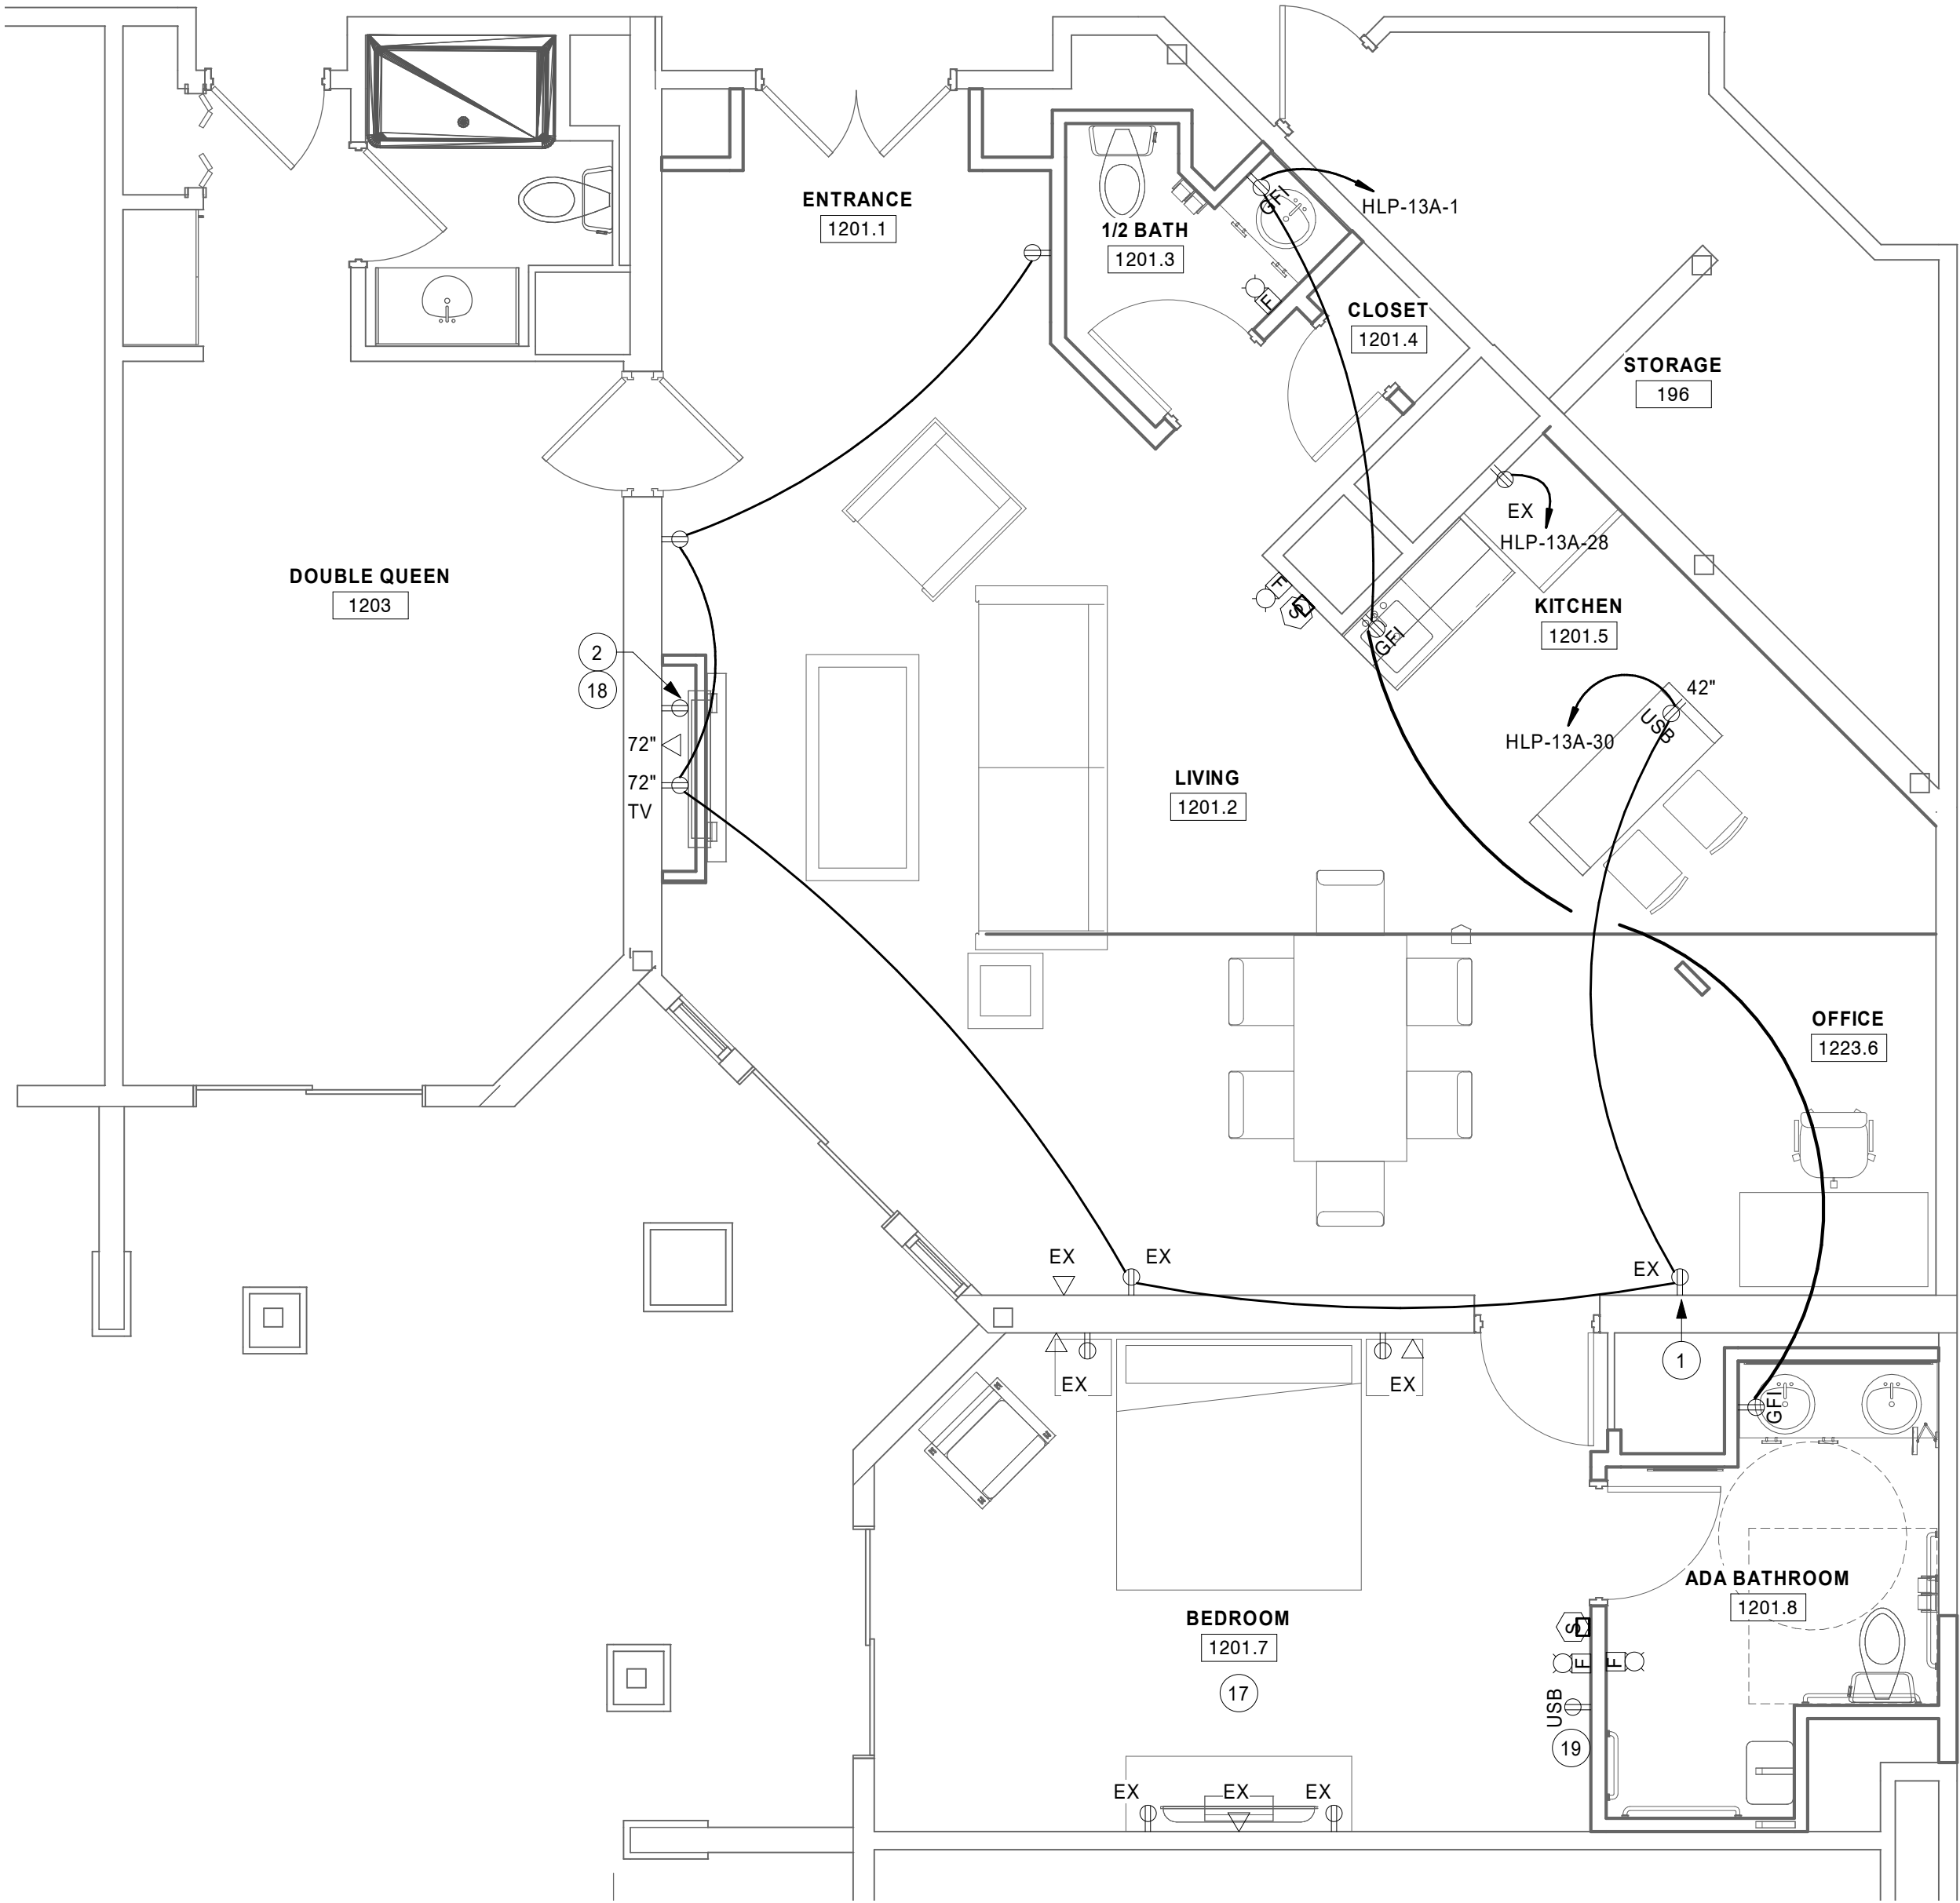 ENTRANCE
1201.1
1/2 BATH
1201.3
GFI
HLP-13A-1
F
CLOSET
1201.4
STORAGE
196
EX
HLP-13A-28
DOUBLE QUEEN
1203
F
S
GFI
KITCHEN
1201.5
2
18
72"
72"
TV
42"
USB
HLP-13A-30
LIVING
1201.2
OFFICE
1223.6
EX
EX
EX
1
EX
EX
GFI
ADA BATHROOM
1201.8
BEDROOM
1201.7
17
S
F
F
USB
19
EX
EX
EX